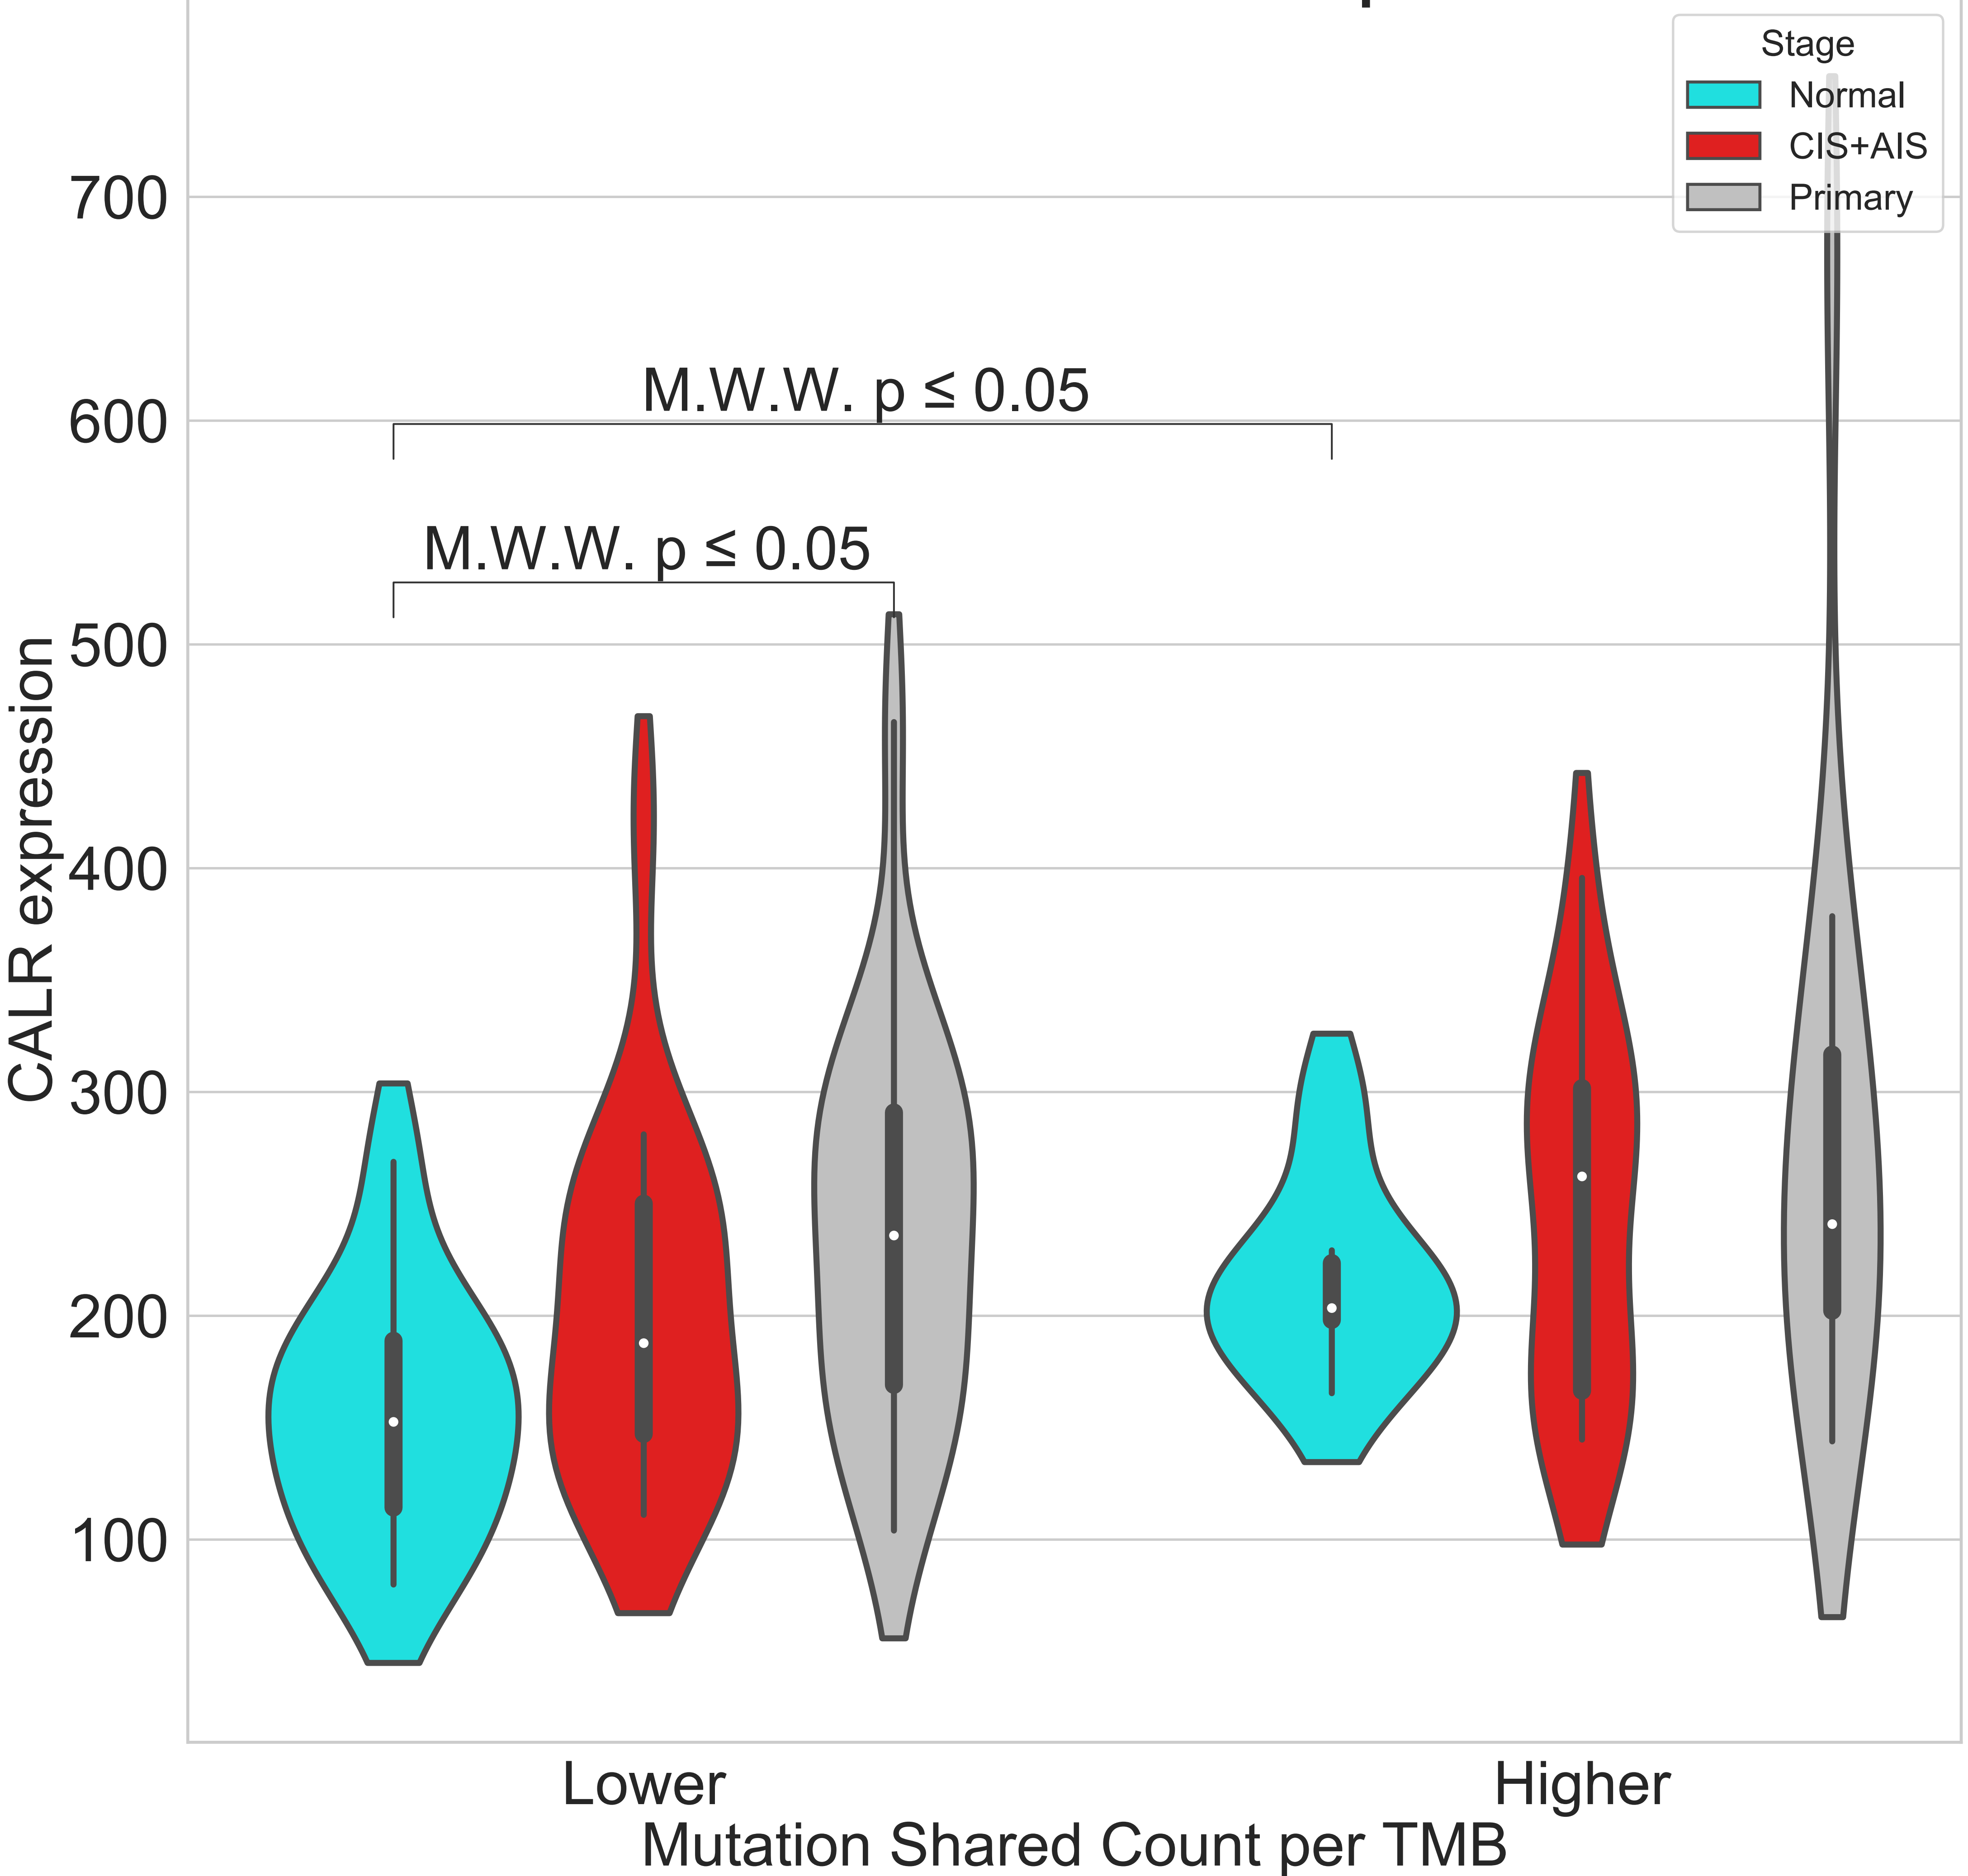 Stage
Normal
CIS+AIS
Primary
700
600
500
400
300
200
100
M.W.W. p ≤ 0.05
M.W.W. p ≤ 0.05
CALR expression
Lower
Higher
Mutation Shared Count per TMB